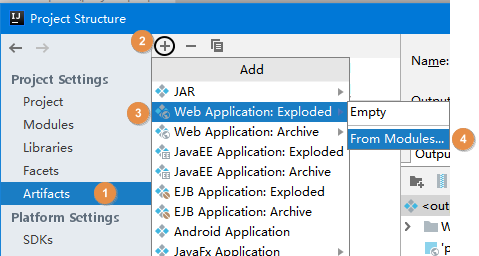 IJ Project Structure
2
Add
Project Settings
Project
Modules
Libraries
Facets
1
Artifacts
Platform Settings
SDKs
JAR
3
Web Application: Exploded
Web Application: Archive
JavaEE Application: Exploded
JavaEE Application: Archive
EJB Application: Exploded
EJB Application: Archive
Android Application
JavaFx Application
Empty
From Modules...
4
Name:
Outpu
<out
W
'p